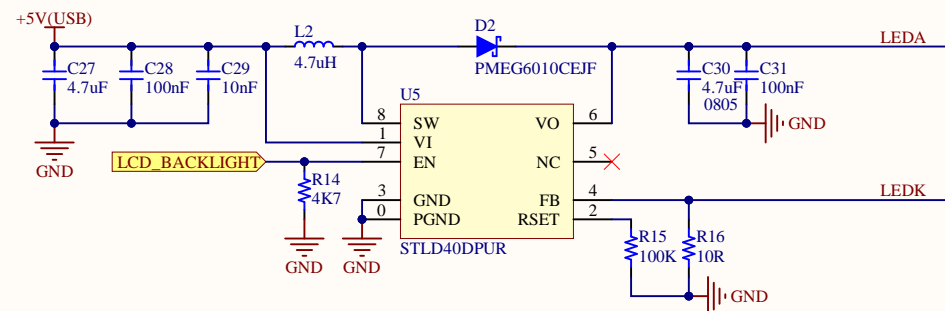 +5V(USB)
L2
4.7uH
D2
PMEG6010CEJF
LEDA
C27
4.7uF
C28
100nF
C29
10nF
C30
4.7uF
0805
C31
100nF
GND
GND
U5
8 SW
1 VI
7 EN
3 GND
0 PGND
VO 6
NC 5
FB 4
RSET 2
STLD40DPUR
LCD_BACKLIGHT
R14
4K7
GND
GND
LEDK
R15
100K
R16
10R
GND